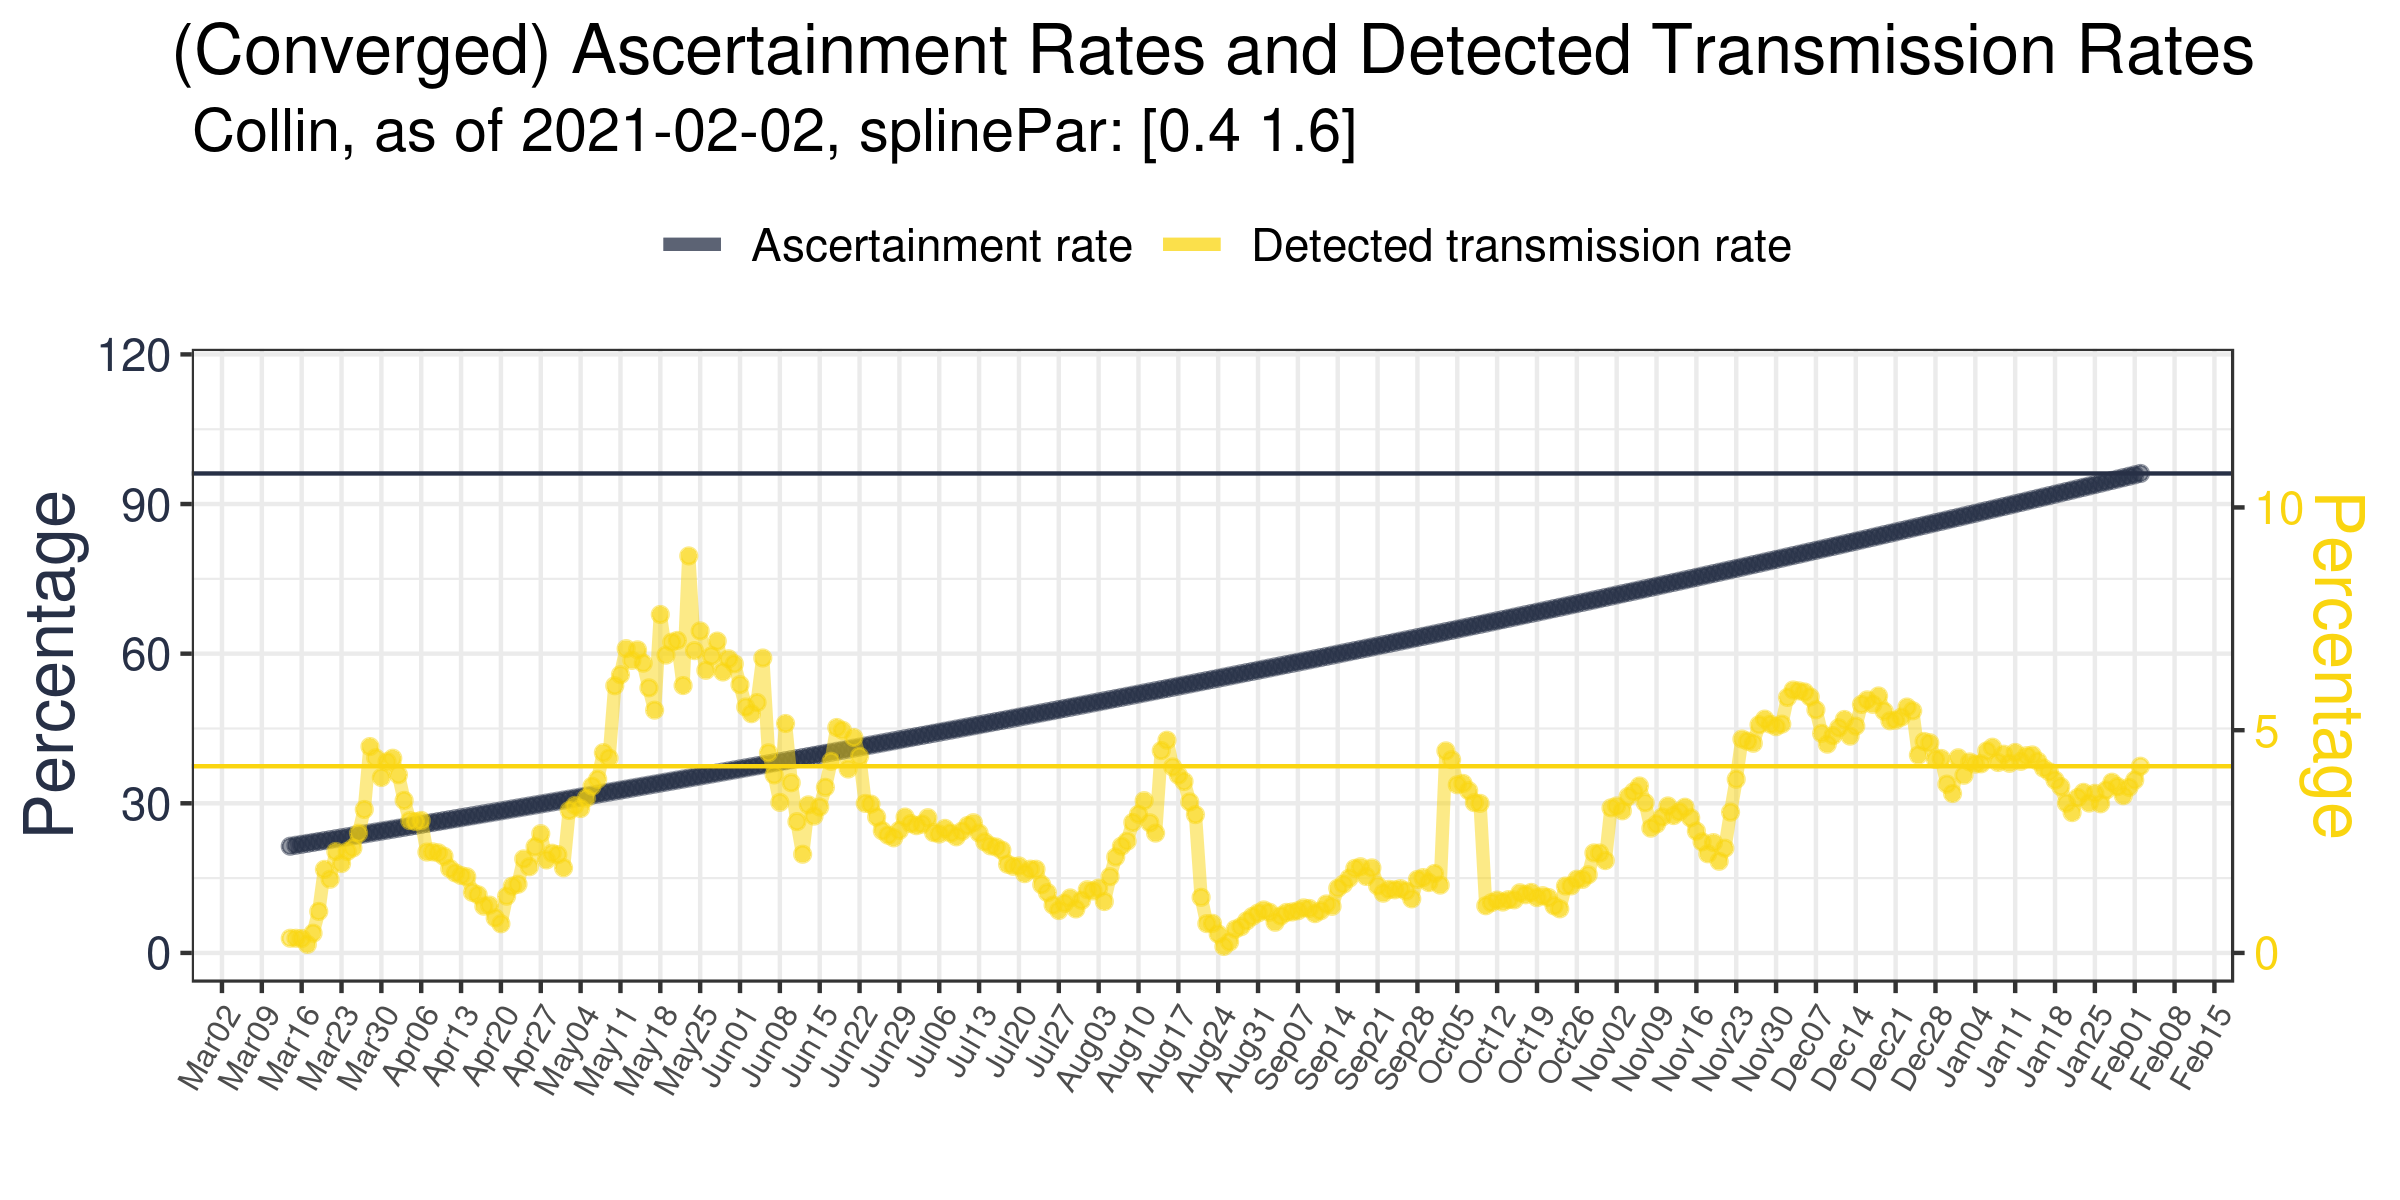 (Converged) Ascertainment Rates and Detected Transmission Rates
Collin, as of 2021-02-02, splinePar: [0.4 1.6]
Ascertainment rate
Detected transmission rate
Percentage
120
90
60
30
0
10
5
0
Percentage
Mar02
Mar09
Mar16
Mar23
Mar30
Apr06
Apr13
Apr20
Apr27
May04
May11
May18
May25
Jun01
Jun08
Jun15
Jun22
Jun29
Jul06
Jul13
Jul20
Jul27
Aug03
Aug10
Aug17
Aug24
Aug31
Sep07
Sep14
Sep21
Sep28
Oct05
Oct12
Oct19
Oct26
Nov02
Nov09
Nov16
Nov23
Nov30
Dec07
Dec14
Dec21
Dec28
Jan04
Jan11
Jan18
Jan25
Feb01
Feb08
Feb15